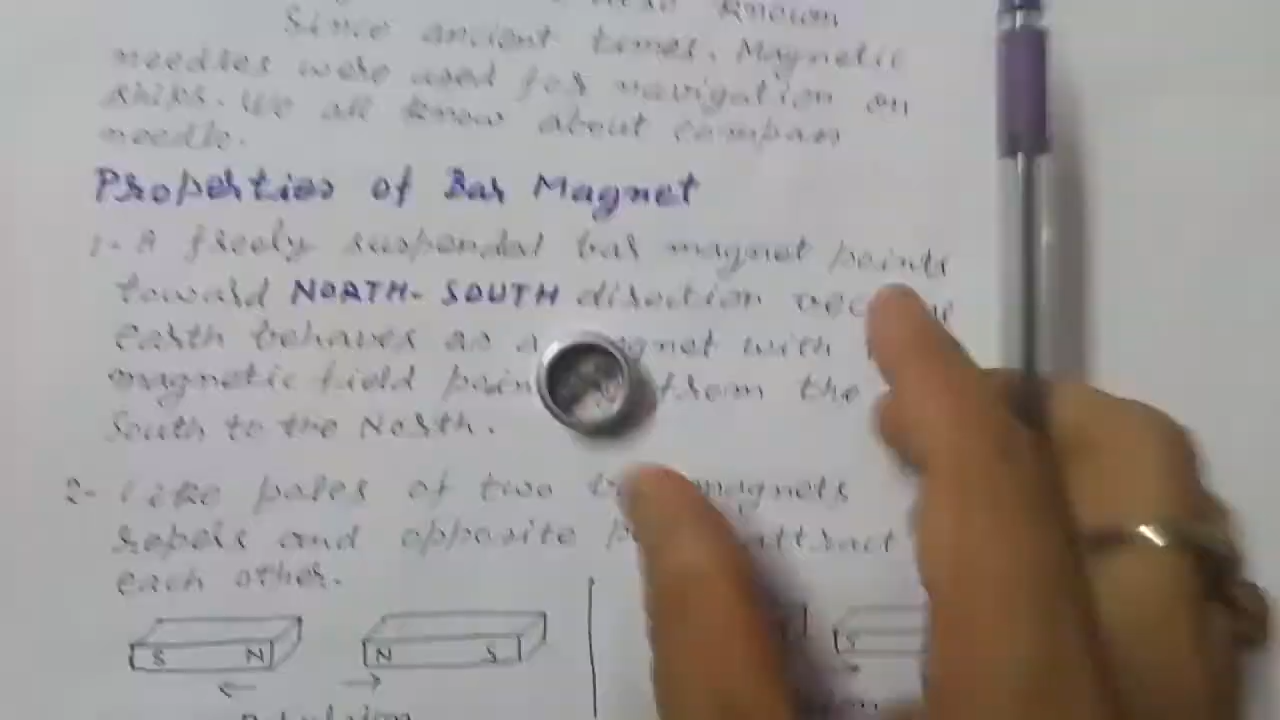 Known
Since ancient times. Magnetic
needles were used for navigation on
ships. We all know about compass
needle.
Properties of Bar Magnet
1- A freely suspended bar magnet points
toward NORTH- SOUTH direction
earth behaves as a with
magnetic field from the
South to the North.
2- Like poles of two magnets
repels and opposite attract
each other.
S N N S S